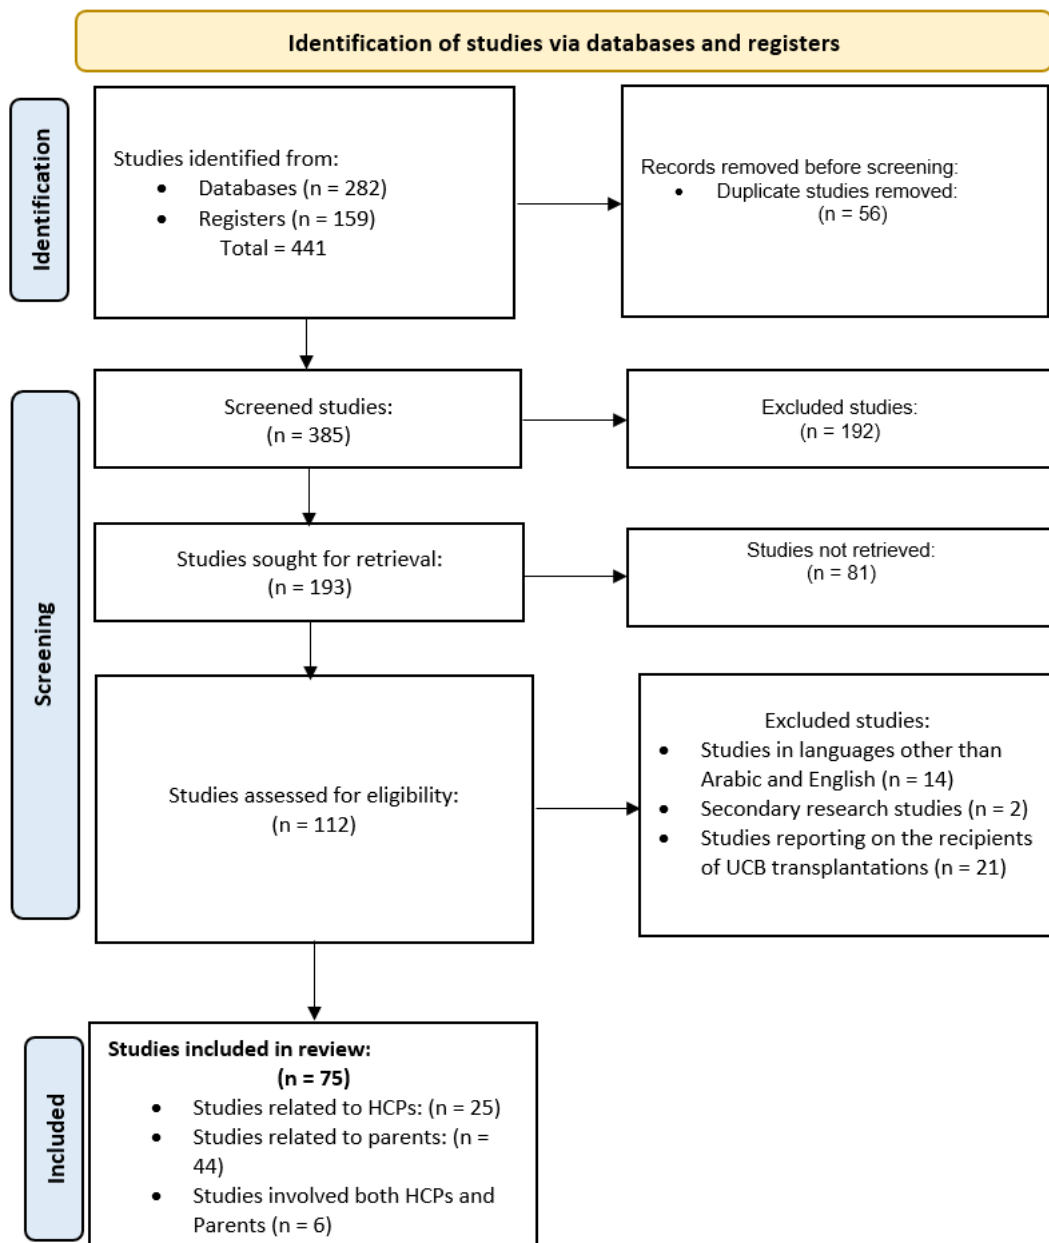 Identification of studies via databases and registers
Identification
Studies identified from:
• Databases (n = 282)
• Registers (n = 159)
Total = 441
Records removed before screening:
• Duplicate studies removed:
(n = 56)
Screening
Screened studies:
(n = 385)
Excluded studies:
(n = 192)
Studies sought for retrieval:
(n = 193)
Studies not retrieved:
(n = 81)
Studies assessed for eligibility:
(n = 112)
Excluded studies:
• Studies in languages other than
Arabic and English (n = 14)
• Secondary research studies (n = 2)
• Studies reporting on the recipients
of UCB transplantations (n = 21)
Included
Studies included in review:
(n = 75)
• Studies related to HCPs: (n = 25)
• Studies related to parents: (n =
44)
• Studies involved both HCPs and
Parents (n = 6)